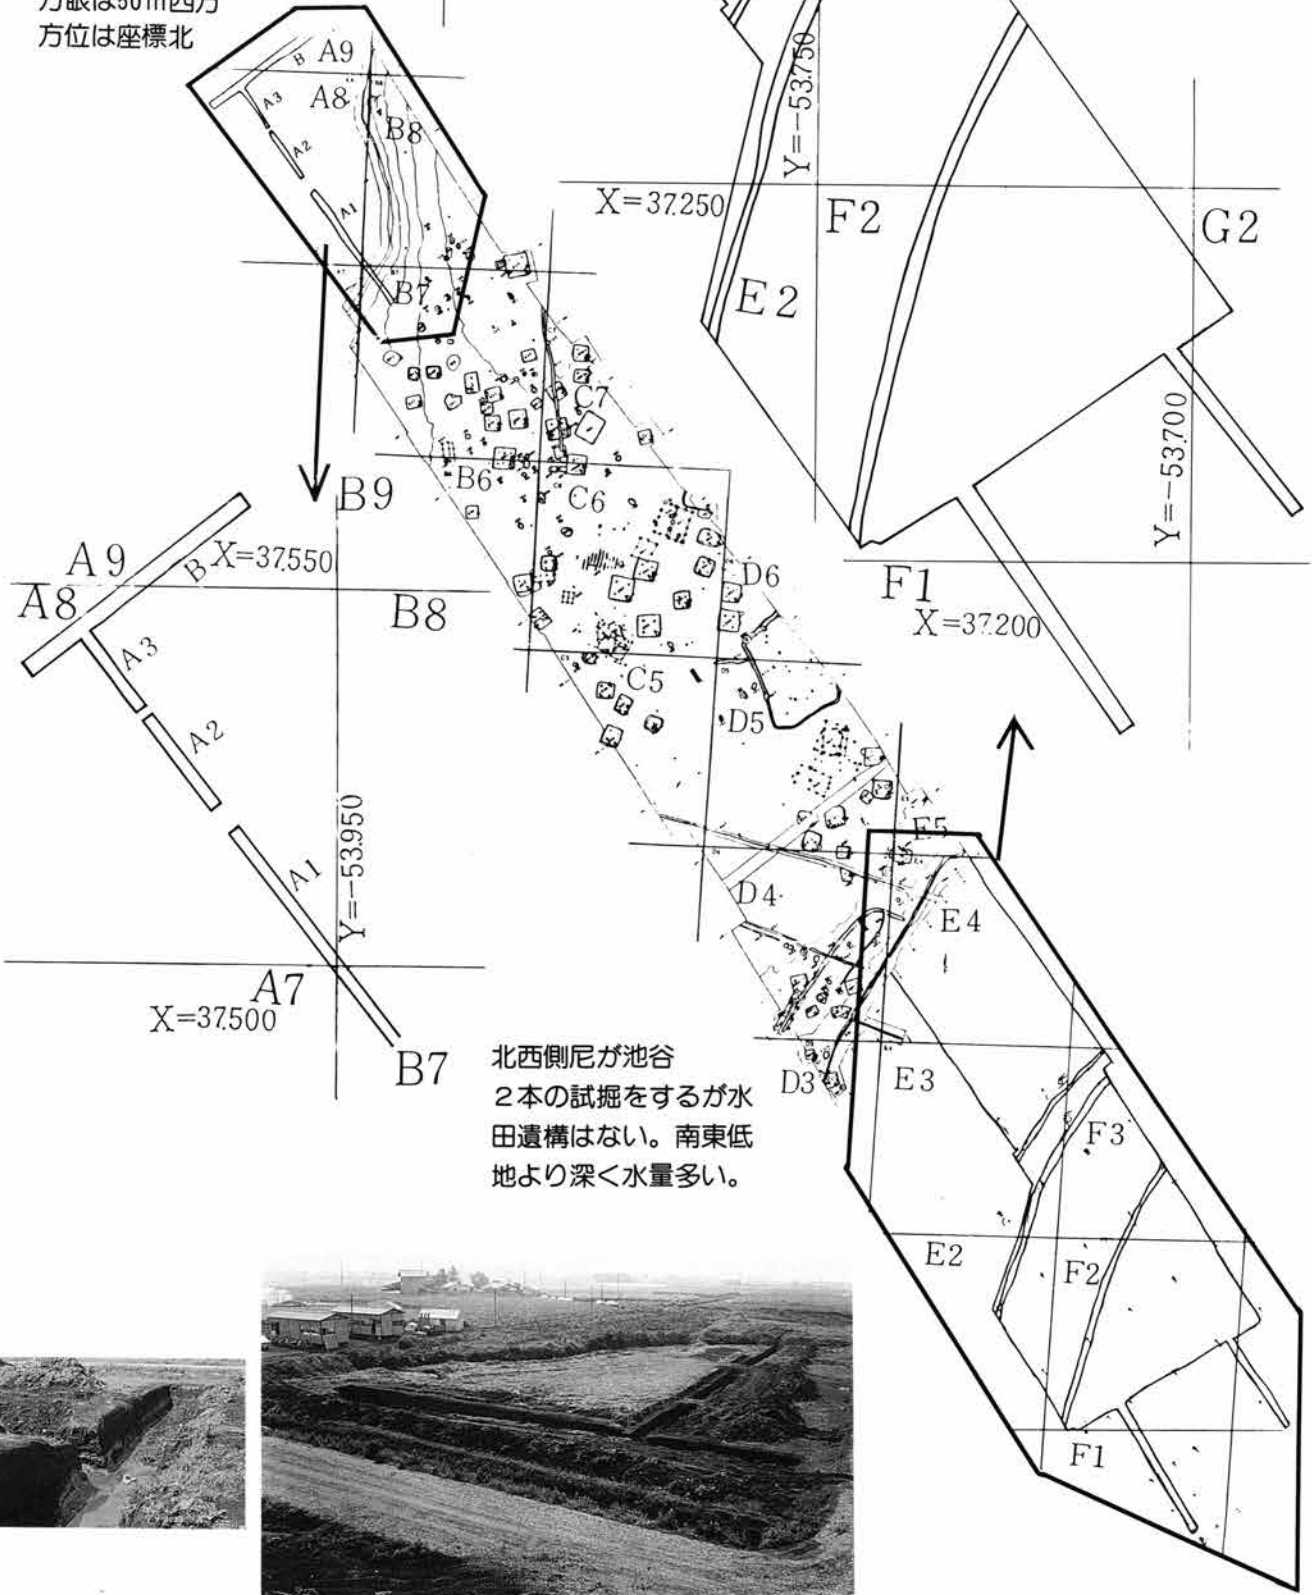 方眼は50m四方
方位は座標北
A9
B
A8
A3
B8
A2
A1
B7
Y=-53.750
X=37.250
F2
G2
E2
Y=-53.700
F1
X=37.200
C7
B6
C6
D6
C5
D5
E5
D4
E4
D3
E3
F3
E2
F2
F1
B9
A9
B
X=37.550
A8
B8
A3
A2
A1
Y=-53.950
A7
X=37.500
B7
北西側尼が池谷
2本の試掘をするが水
田遺構はない。南東低
地より深く水量多い。